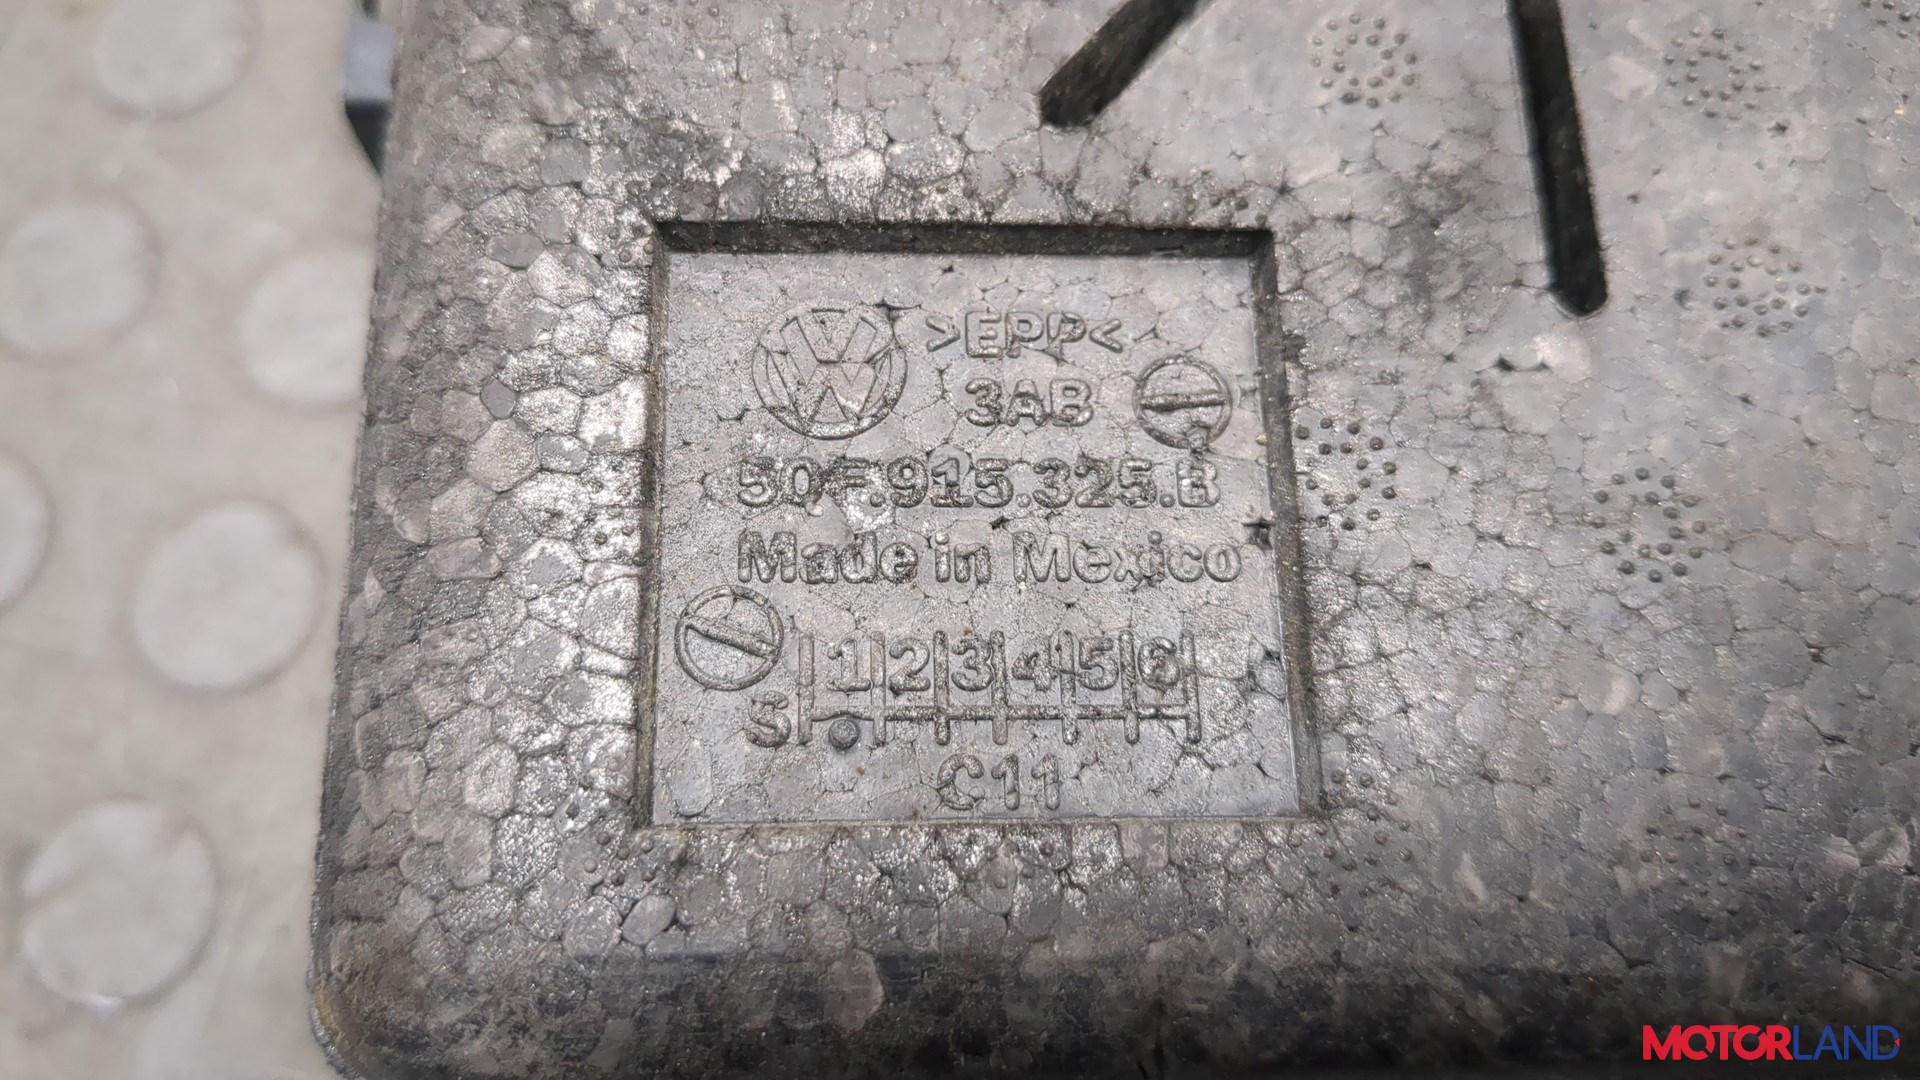 >EPP<
3AB
5QF.915.325.B
Made in Mexico
1 2 3 4 5 6
S
C11
MOTORLAND